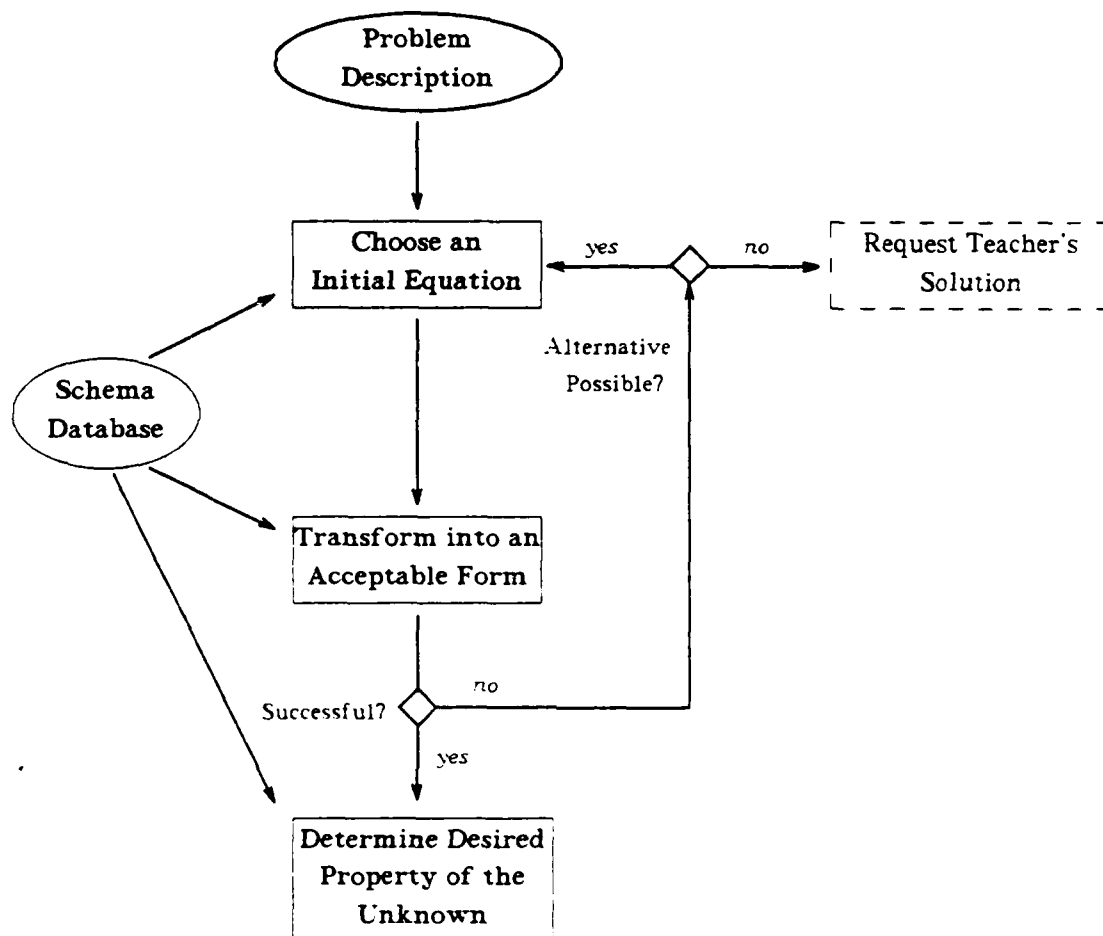 Problem
Description
Choose an
Initial Equation
yes
no
Request Teacher's
Solution
Alternative
Possible?
Schema
Database
Transform into an
Acceptable Form
Successful?
no
yes
Determine Desired
Property of the
Unknown